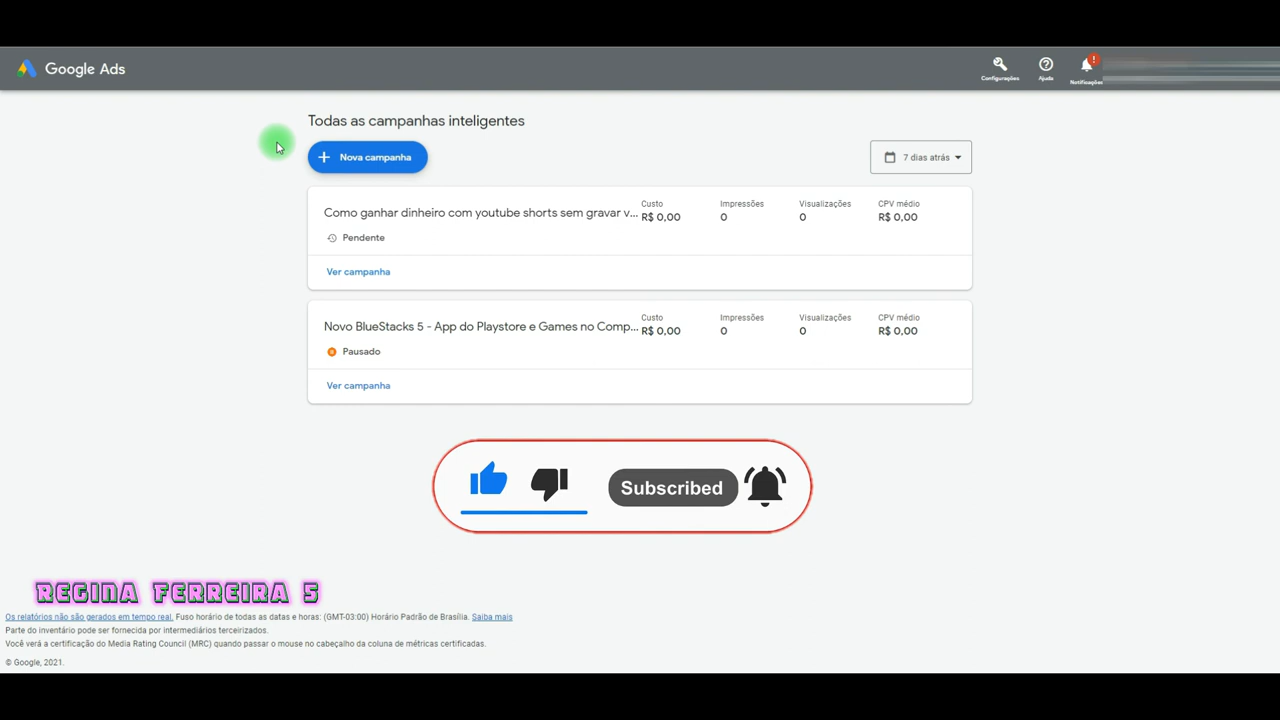 Google Ads
Configurações
Ajuda
Notificações
Todas as campanhas inteligentes
Nova campanha
7 dias atrás
Como ganhar dinheiro com youtube shorts sem gravar v...
Custo
R$ 0,00
Impressões
0
Visualizações
0
CPV médio
R$ 0,00
Pendente
Ver campanha
Novo BlueStacks 5 - App do Playstore e Games no Comp...
Custo
R$ 0,00
Impressões
0
Visualizações
0
CPV médio
R$ 0,00
Pausado
Ver campanha
Subscribed
REGINA FERREIRA 5
Os relatórios não são gerados em tempo real. Fuso horário de todas as datas e horas: (GMT-03:00) Horário Padrão de Brasília. Saiba mais
Parte do inventário pode ser fornecida por intermediários terceirizados.
Você verá a certificação do Media Rating Council (MRC) quando passar o mouse no cabeçalho da coluna de métricas certificadas.
© Google, 2021.